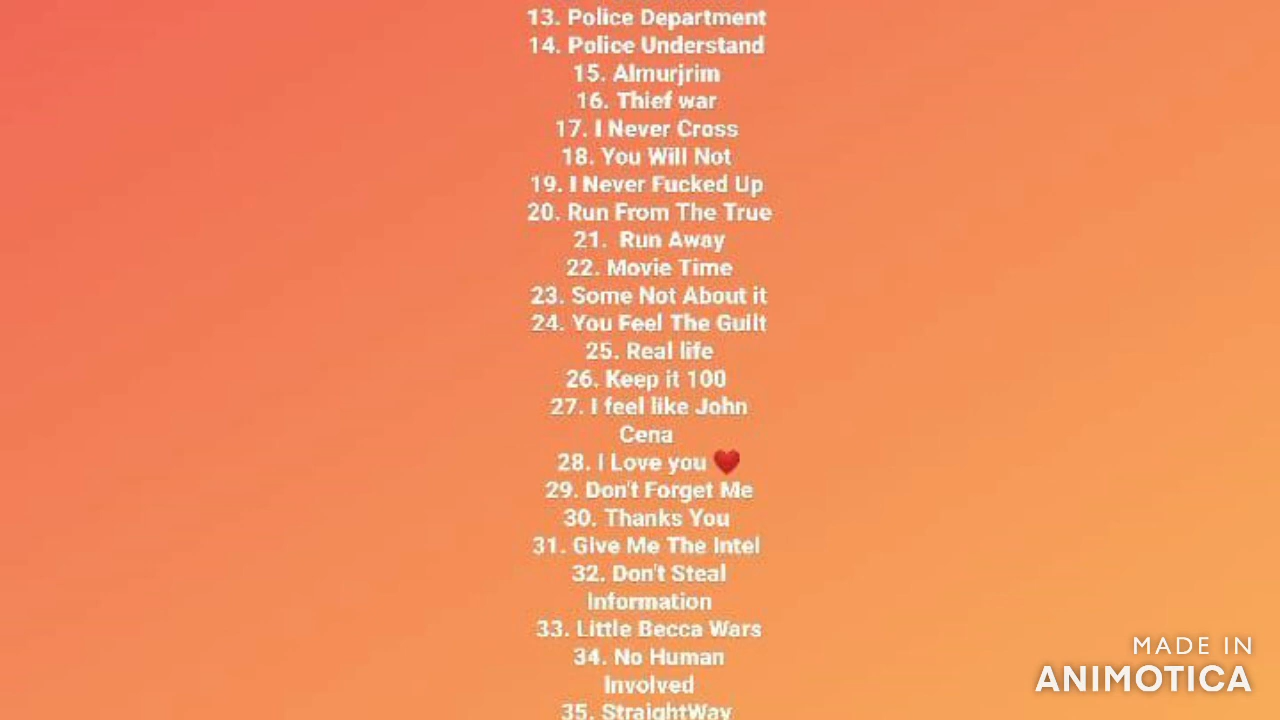 13. Police Department
14. Police Understand
15. Almurjrim
16. Thief war
17. I Never Cross
18. You Will Not
19. I Never Fucked Up
20. Run From The True
21. Run Away
22. Movie Time
23. Some Not About it
24. You Feel The Guilt
25. Real life
26. Keep it 100
27. I feel like John
Cena
28. I Love you ❤️
29. Don't Forget Me
30. Thanks You
31. Give Me The Intel
32. Don't Steal
Information
33. Little Becca Wars
34. No Human
Involved
35. StraightWay
MADE IN
ANIMOTICA